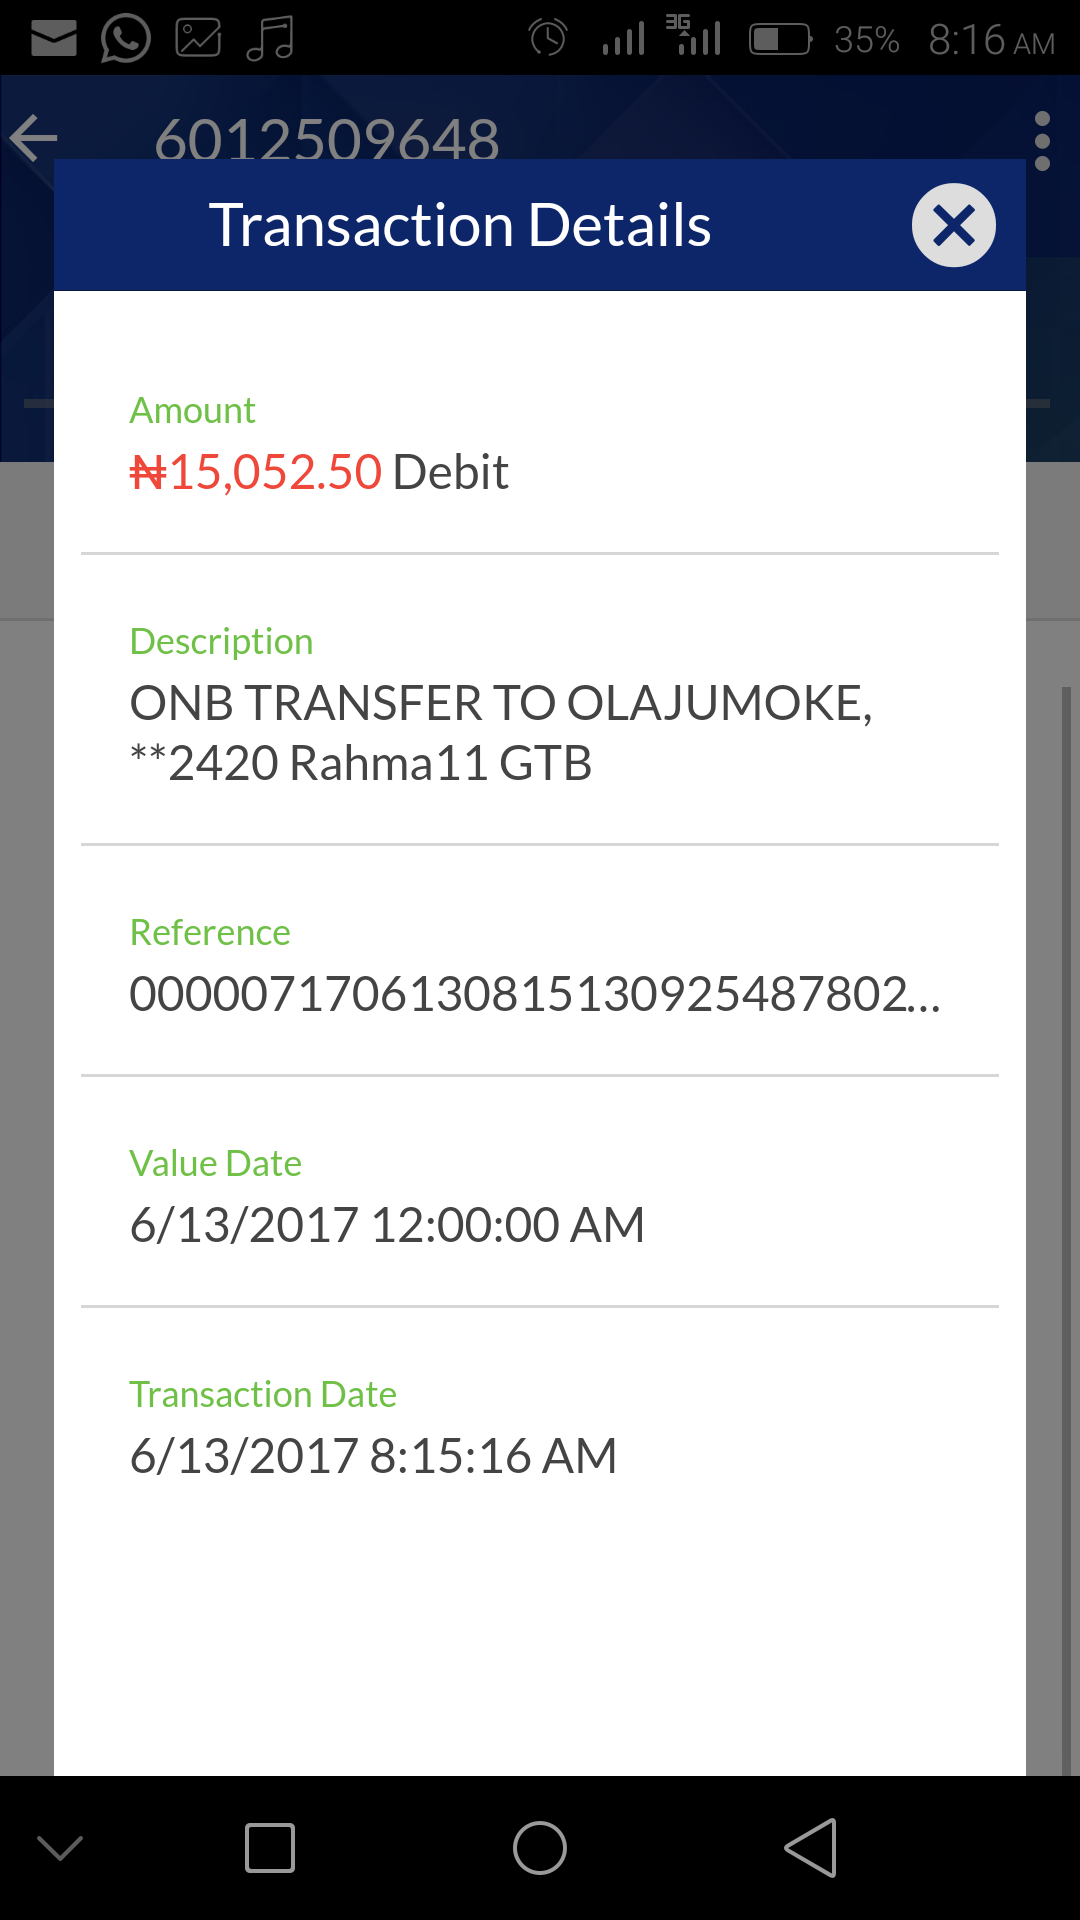 3G
35% 8:16 AM
6012509648
Transaction Details
Amount
₦15,052.50 Debit
Description
ONB TRANSFER TO OLAJUMOKE,
**2420 Rahma11 GTB
Reference
0000071706130815130925487802...
Value Date
6/13/2017 12:00:00 AM
Transaction Date
6/13/2017 8:15:16 AM